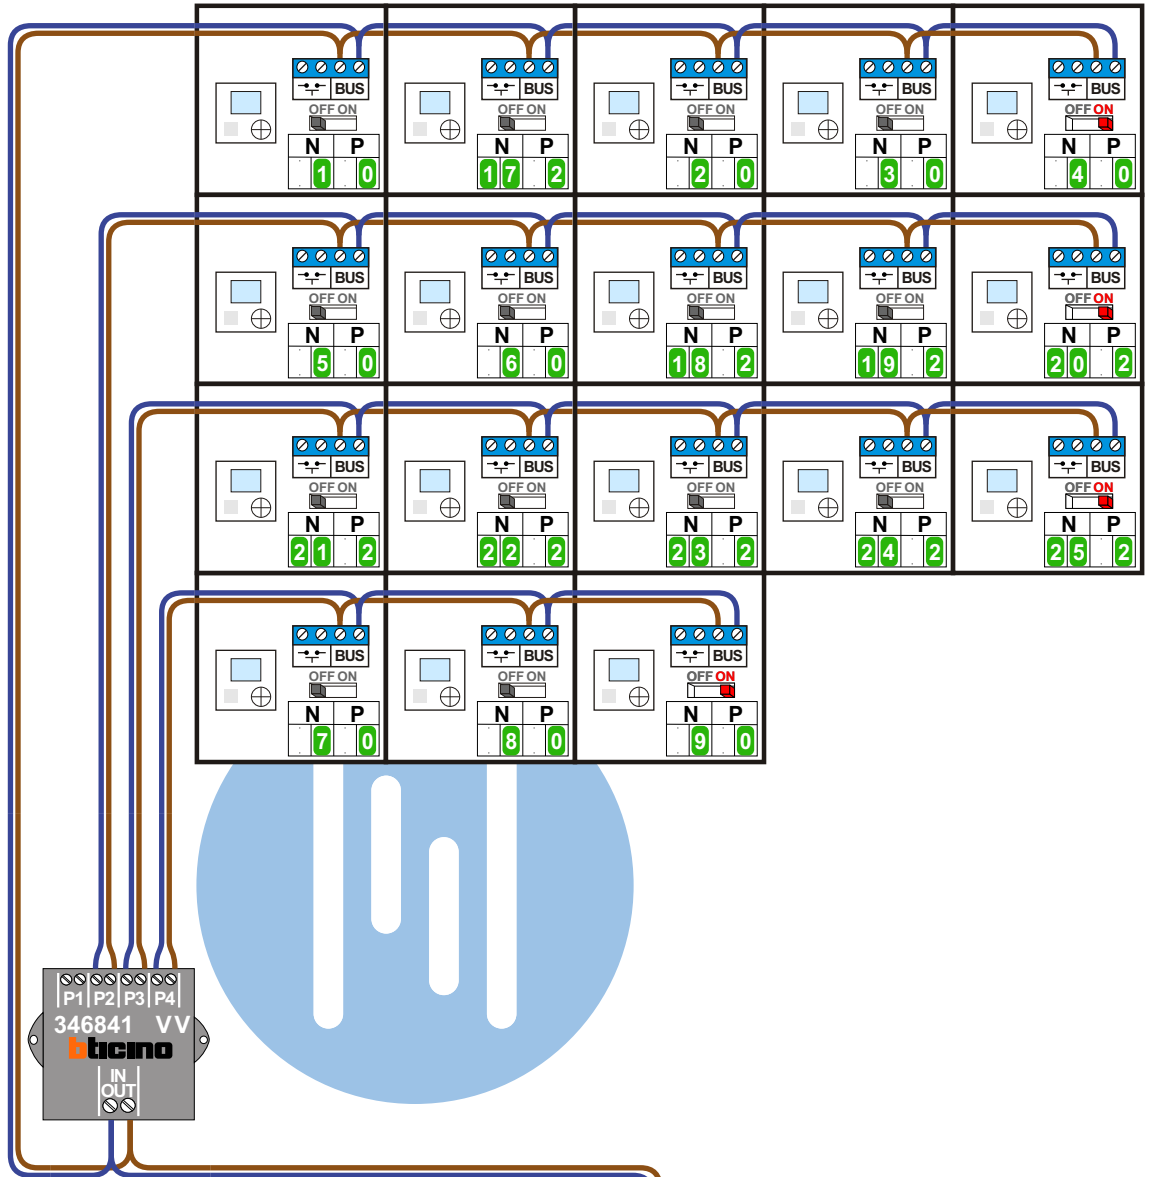 BUS BUS BUS BUS BUS
OFF ON OFF ON OFF ON OFF ON OFF ON
N P N P N P N P N P
1 0 17 2 2 0 3 0 4 0
BUS BUS BUS BUS BUS
OFF ON OFF ON OFF ON OFF ON OFF ON
N P N P N P N P N P
5 0 6 0 18 2 19 2 20 2
BUS BUS BUS BUS BUS
OFF ON OFF ON OFF ON OFF ON OFF ON
N P N P N P N P N P
21 2 22 2 23 2 24 2 25 2
BUS BUS BUS
OFF ON OFF ON OFF ON
N P N P N P
7 0 8 0 9 0
P1 P2 P3 P4
346841 VV
bticino
IN
OUT